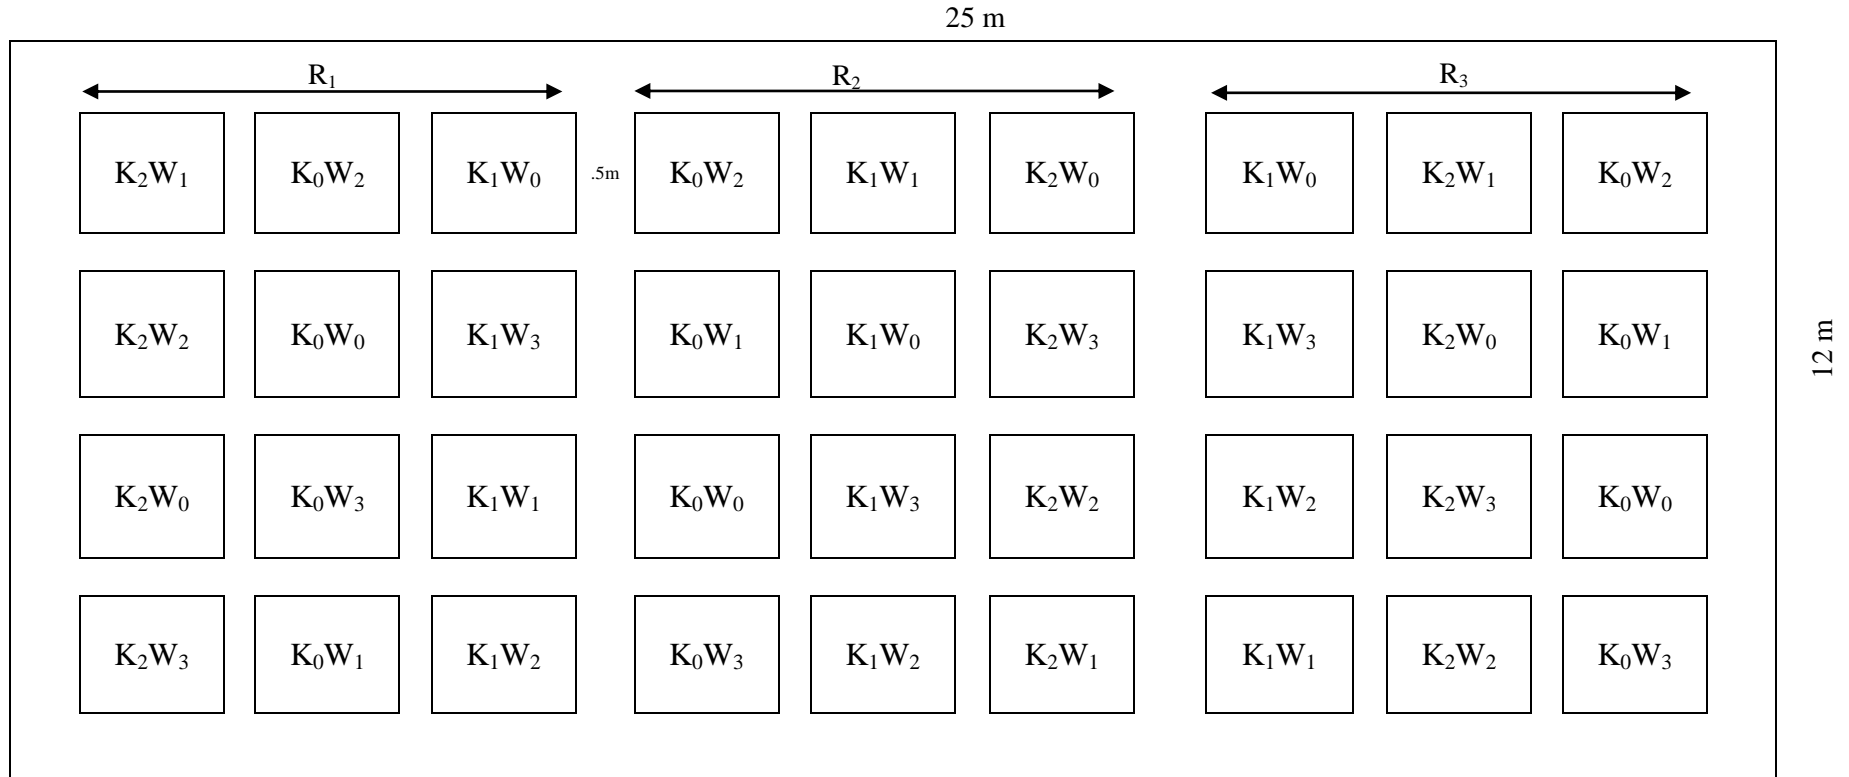 25 m
R₁ R₂ R₃
K₂W₁ K₀W₂ K₁W₀ .5m K₀W₂ K₁W₁ K₂W₀ K₁W₀ K₂W₁ K₀W₂
K₂W₂ K₀W₀ K₁W₃ K₀W₁ K₁W₀ K₂W₃ K₁W₃ K₂W₀ K₀W₁
12 m
K₂W₀ K₀W₃ K₁W₁ K₀W₀ K₁W₃ K₂W₂ K₁W₂ K₂W₃ K₀W₀
K₂W₃ K₀W₁ K₁W₂ K₀W₃ K₁W₂ K₂W₁ K₁W₁ K₂W₂ K₀W₃